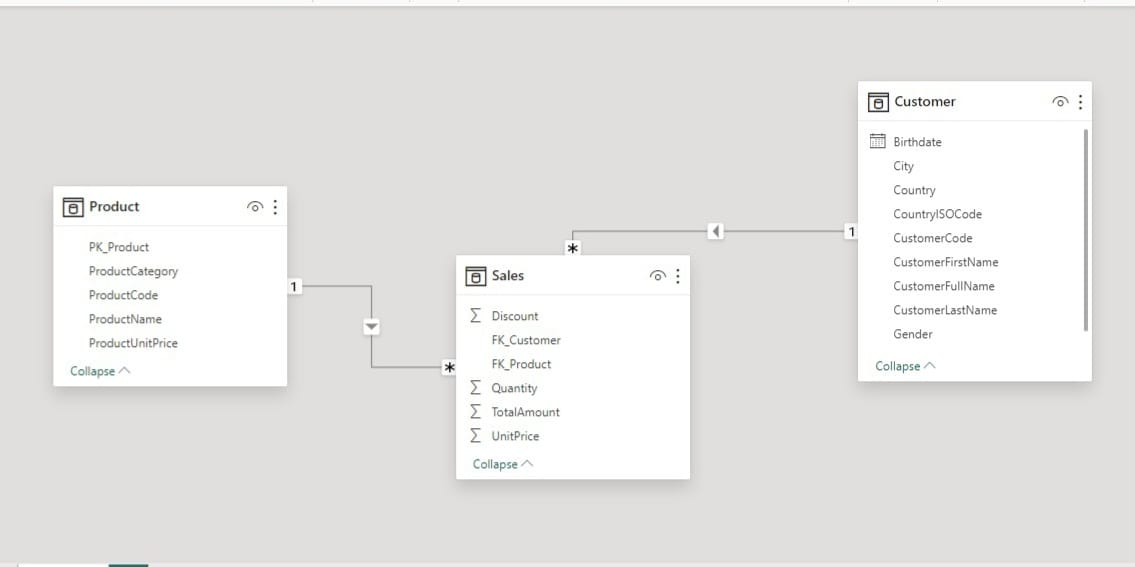 Product
PK_Product
ProductCategory
ProductCode
ProductName
ProductUnitPrice
Collapse
1
*
Sales
Σ Discount
FK_Customer
FK_Product
Σ Quantity
Σ TotalAmount
Σ UnitPrice
Collapse
*
1
Customer
Birthdate
City
Country
CountryISOCode
CustomerCode
CustomerFirstName
CustomerFullName
CustomerLastName
Gender
Collapse